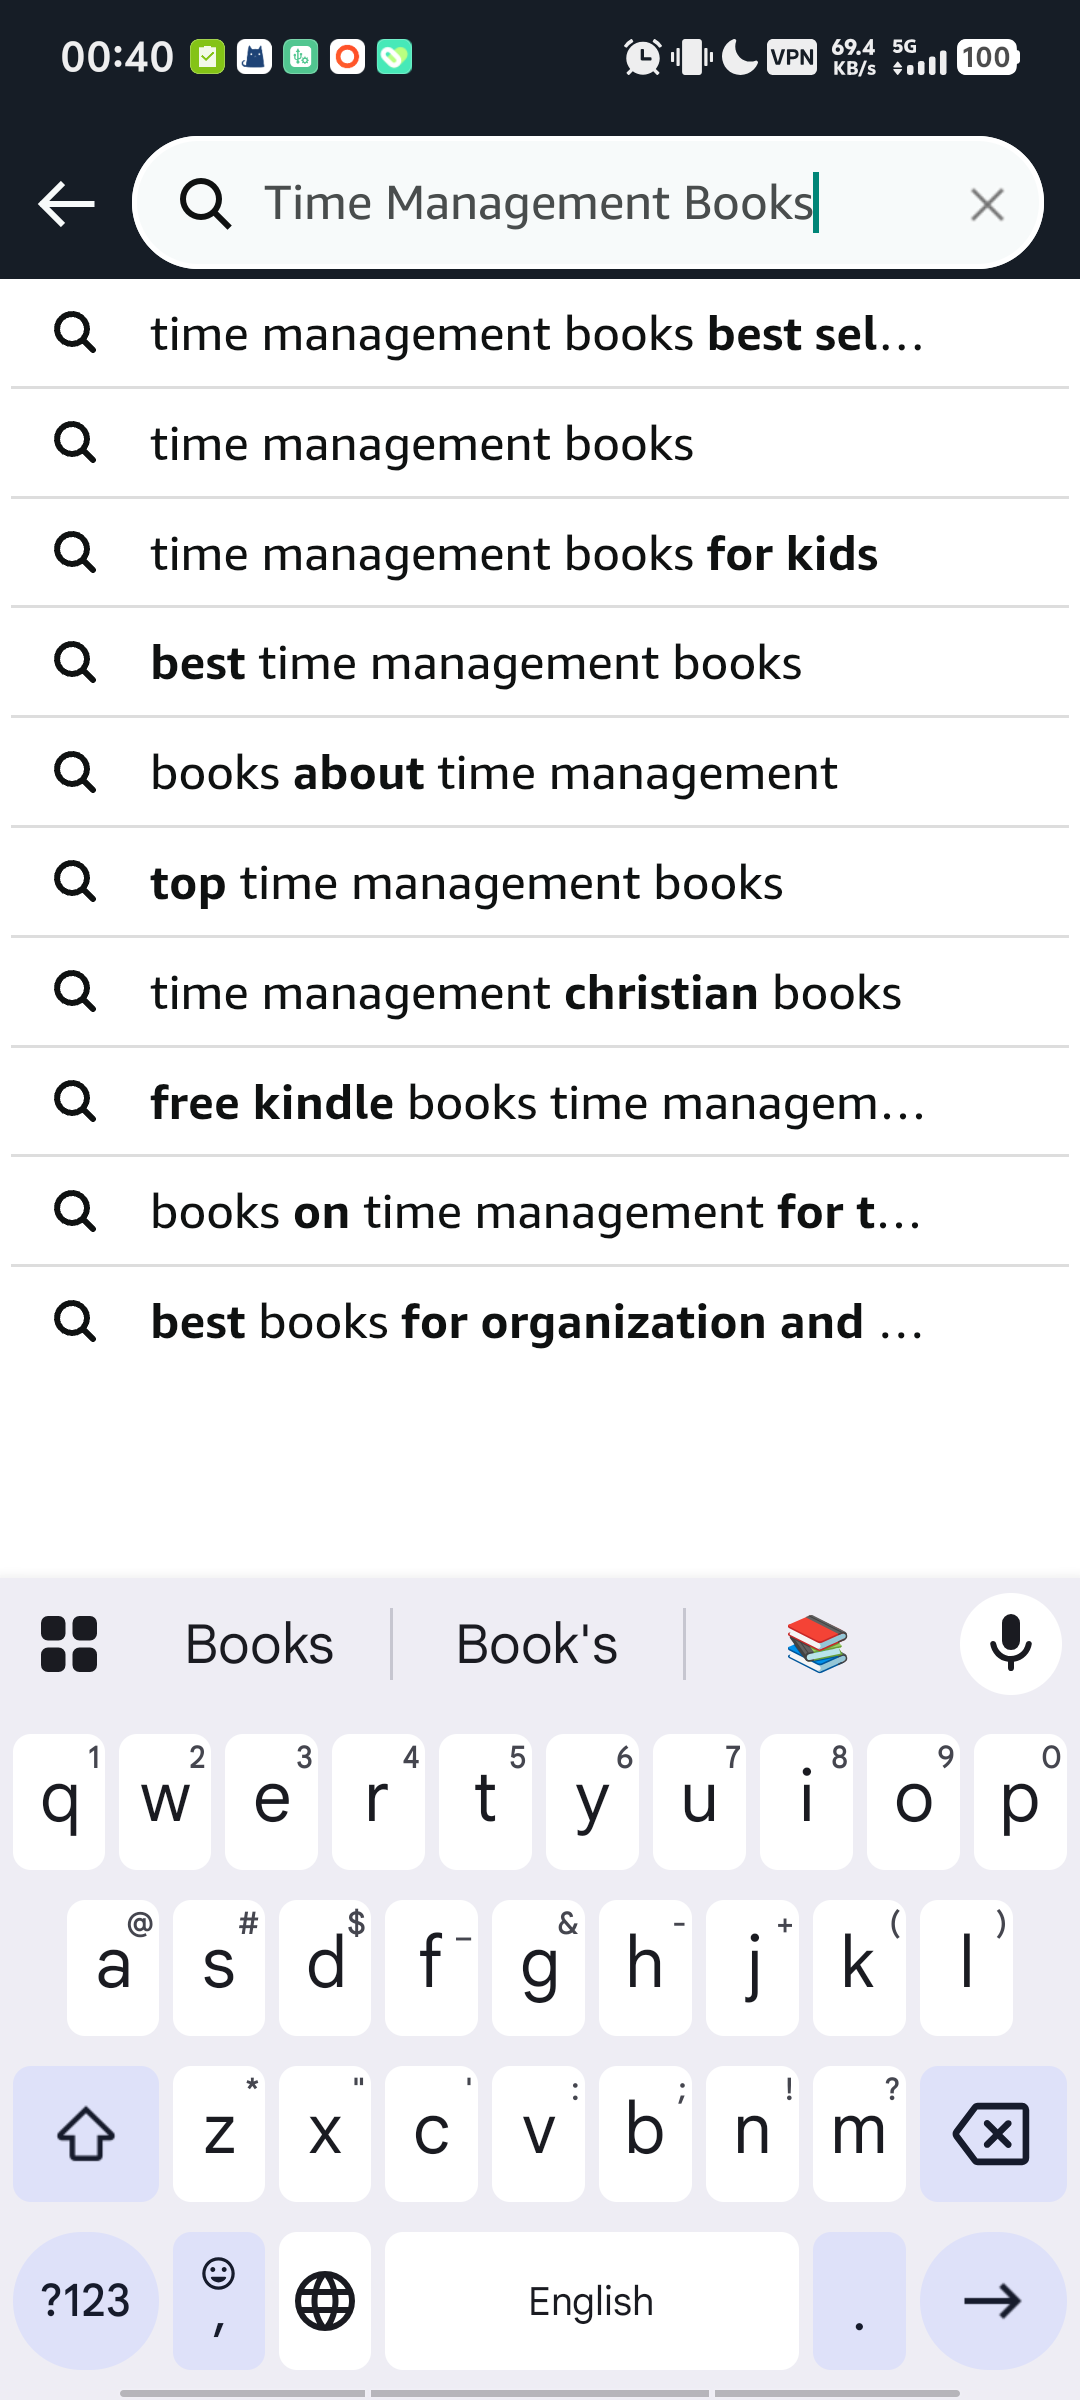 00:40 VPN 69.4 KB/s 5G 100
Time Management Books
time management books best sel...
time management books
time management books for kids
best time management books
books about time management
top time management books
time management christian books
free kindle books time managem...
books on time management for t...
best books for organization and ...
Books Book's
1 2 3 4 5 6 7 8 9 0
q w e r t y u i o p
@ # $ _ & - + ( )
a s d f g h j k l
* " ' : ; ! ?
z x c v b n m
?123 , English .